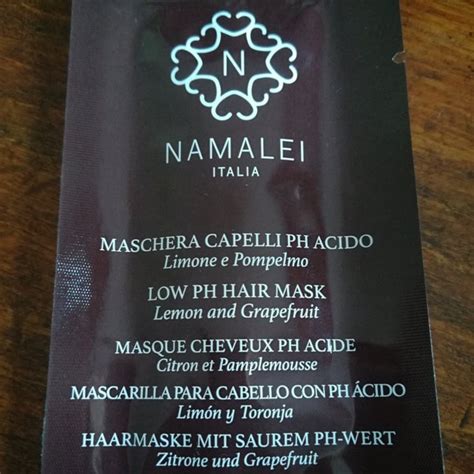 N
NAMALEI
ITALIA
MASCHERA CAPELLI PH ACIDO
Limone e Pompelmo
LOW PH HAIR MASK
Lemon and Grapefruit
MASQUE CHEVEUX PH ACIDE
Citron et Pamplemousse
MASCARILLA PARA CABELLO CON PH ÁCIDO
Limón y Toronja
HAARMASKE MIT SAUREM PH-WERT
Zitrone und Grapefruit